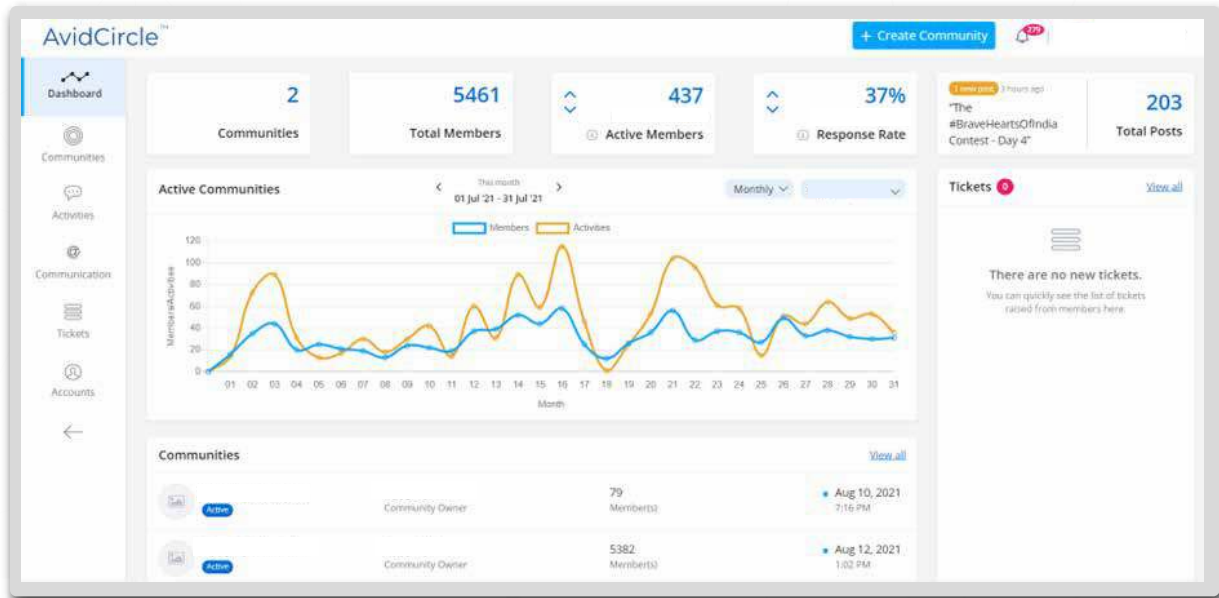 AvidCircle™
+ Create Community
279
Dashboard
Communities
Activities
Communication
Tickets
Accounts
2
Communities
5461
Total Members
437
Active Members
37%
Response Rate
1 new post 3 hours ago
"The
#BraveHeartsOfIndia
Contest - Day 4"
203
Total Posts
Active Communities
This month
01 Jul '21 - 31 Jul '21
Monthly
Members Activities
Members/Activities
120
100
80
60
40
20
0
01 02 03 04 05 06 07 08 09 10 11 12 13 14 15 16 17 18 19 20 21 22 23 24 25 26 27 28 29 30 31
Month
Tickets 0 View all
There are no new tickets.
You can quickly see the list of tickets
raised from members here
Communities View all
Active
Community Owner
79
Member(s)
Aug 10, 2021
7:16 PM
Active
Community Owner
5382
Member(s)
Aug 12, 2021
1:02 PM